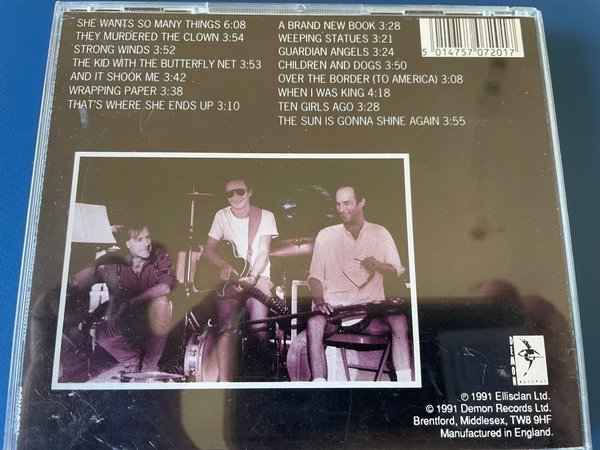 SHE WANTS SO MANY THINGS 6:08
THEY MURDERED THE CLOWN 3:54
STRONG WINDS 3:52
THE KID WITH THE BUTTERFLY NET 3:53
AND IT SHOOK ME 3:42
WRAPPING PAPER 3:38
THAT'S WHERE SHE ENDS UP 3:10
A BRAND NEW BOOK 3:28
WEEPING STATUES 3:21
GUARDIAN ANGELS 3:24
CHILDREN AND DOGS 3:50
OVER THE BORDER (TO AMERICA) 3:08
WHEN I WAS KING 4:18
TEN GIRLS AGO 3:28
THE SUN IS GONNA SHINE AGAIN 3:55
5 014757 072017
DEMON
RECORDS
℗ 1991 Ellisclan Ltd.
© 1991 Demon Records Ltd.
Brentford, Middlesex, TW8 9HF
Manufactured in England.